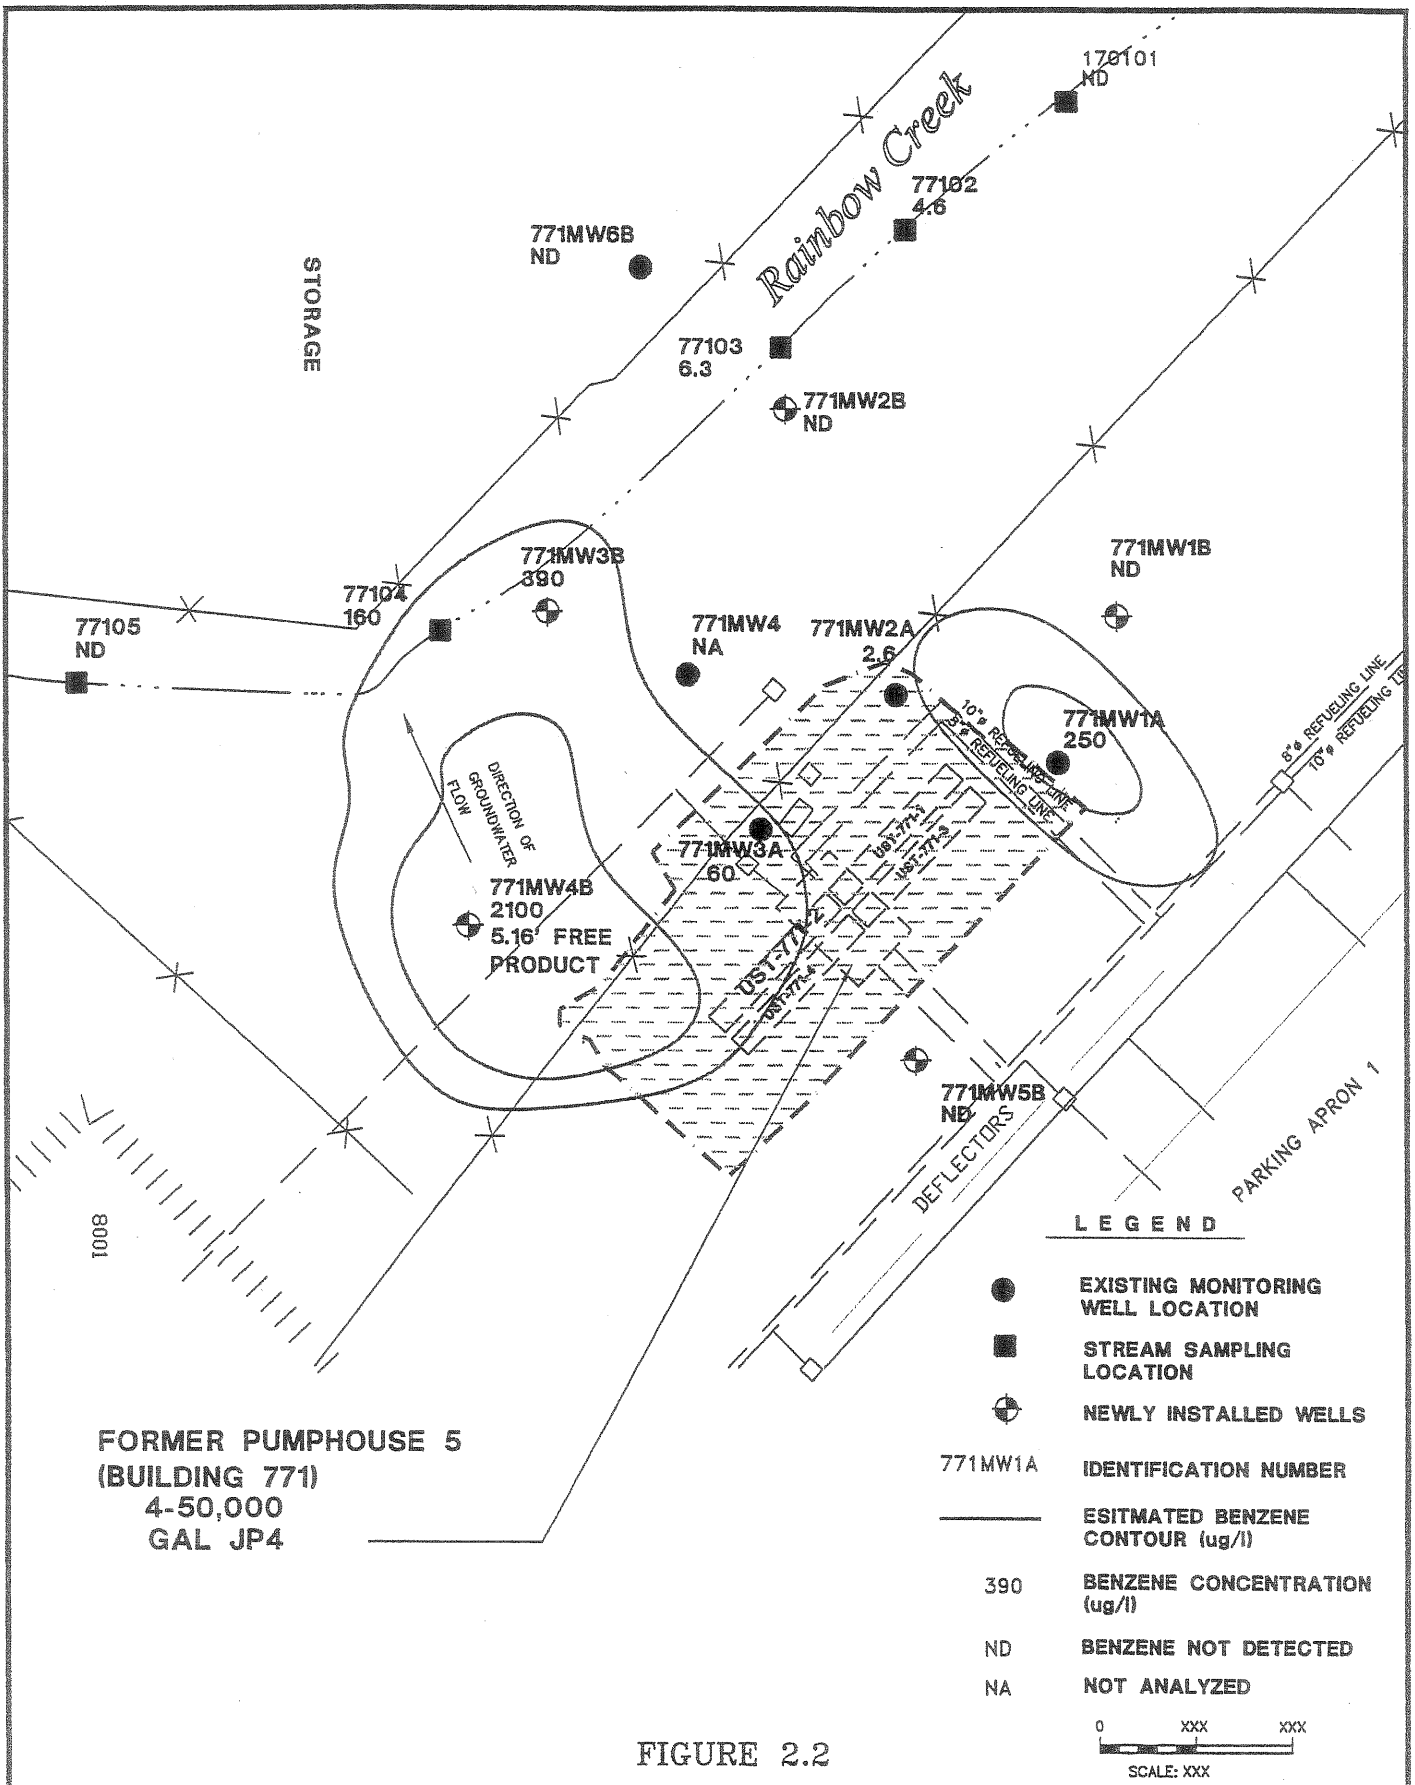 170101
ND
Rainbow Creek
77102
4.6
771MW6B
ND
STORAGE
77103
6.3
771MW2B
ND
771MW3B
390
771MW1B
ND
77104
160
77105
ND
771MW4
NA
771MW2A
2.6
10"ø REFUELING LINE
8"ø REFUELING LINE
771MW1A
250
8"ø REFUELING LINE
10"ø REFUELING LINE
DIRECTION OF
GROUNDWATER
FLOW
771MW3A
60
UST-771-1
UST-771-3
771MW4B
2100
5.16' FREE
PRODUCT
UST-771-2
UST-771-4
771MW5B
ND
DEFLECTORS
PARKING APRON 1
8001
LEGEND
EXISTING MONITORING
WELL LOCATION
STREAM SAMPLING
LOCATION
NEWLY INSTALLED WELLS
771MW1A IDENTIFICATION NUMBER
ESITMATED BENZENE
CONTOUR (ug/l)
390 BENZENE CONCENTRATION
(ug/l)
ND BENZENE NOT DETECTED
NA NOT ANALYZED
FORMER PUMPHOUSE 5
(BUILDING 771)
4-50,000
GAL JP4
0 XXX XXX
SCALE: XXX
FIGURE 2.2